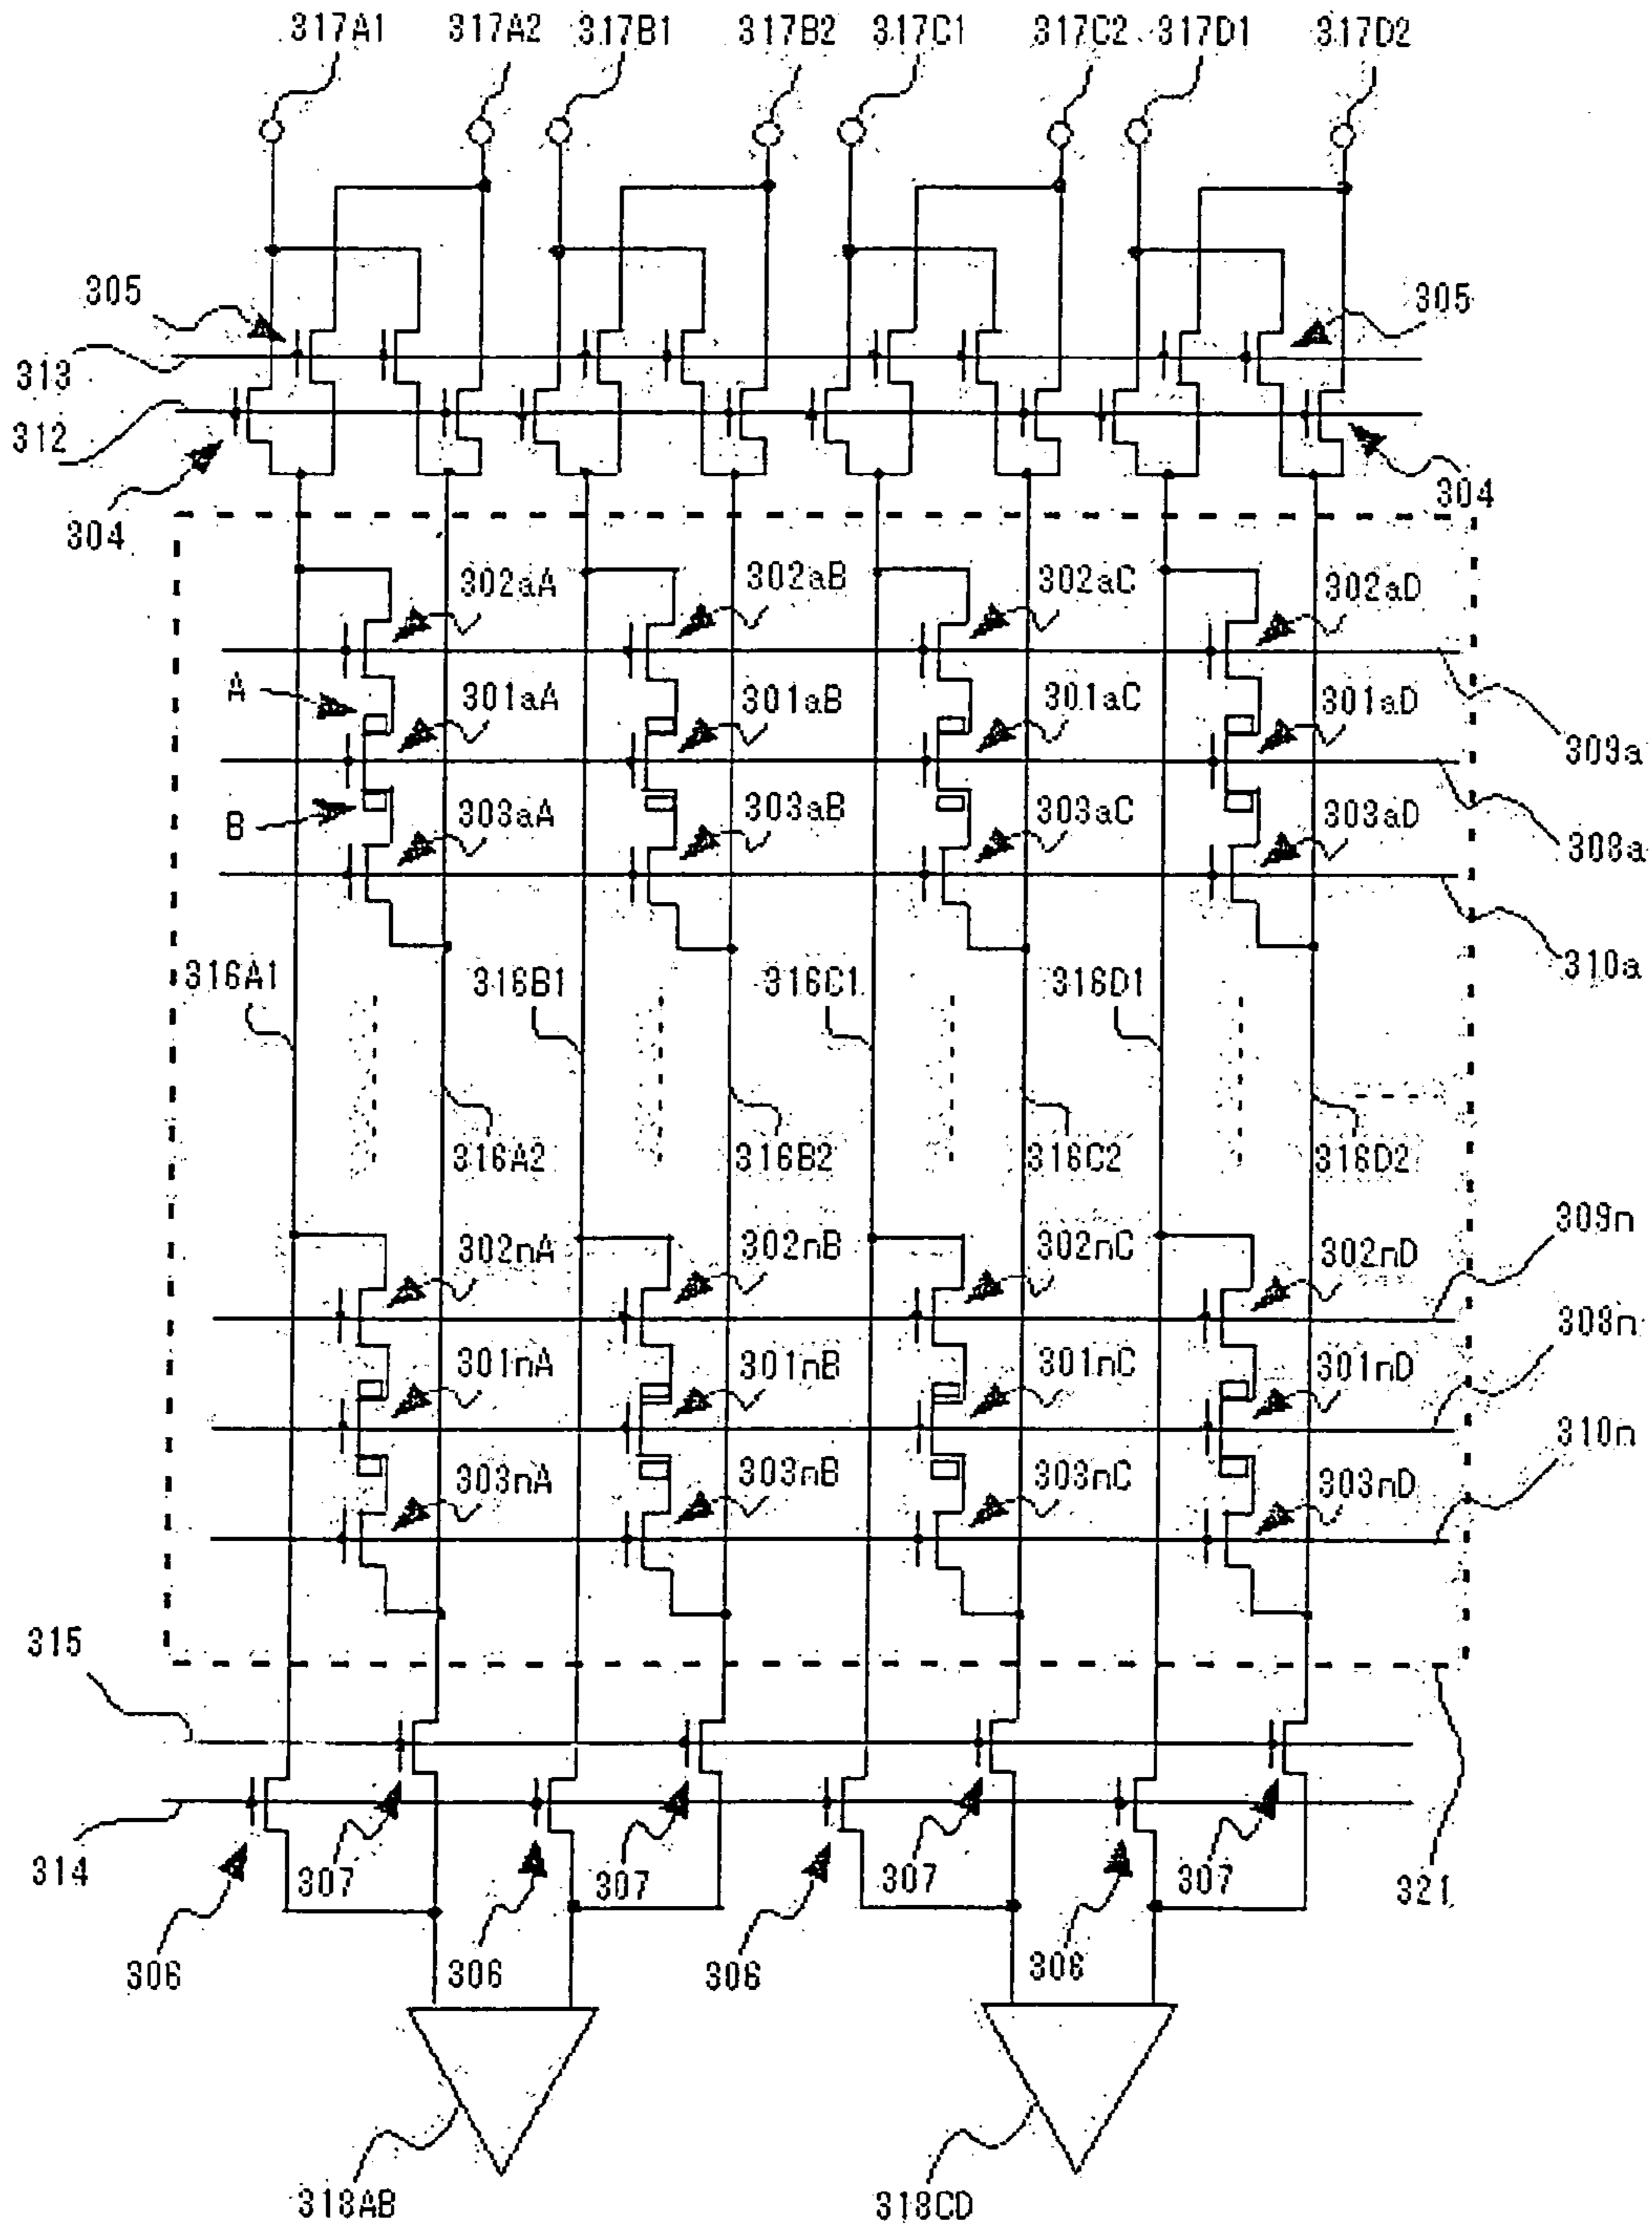 317A1 317A2 317B1 317B2 317C1 317C2 317D1 317D2
305 305
313
312
304 304
302aA 302aB 302aC 302aD
A 301aA 301aB 301aC 301aD
309a
B 303aA 303aB 303aC 303aD
308a
310a
316A1 316B1 316C1 316D1
316A2 316B2 316C2 316D2
309n
302nA 302nB 302nC 302nD
308n
301nA 301nB 301nC 301nD
310n
303nA 303nB 303nC 303nD
315
314 307 307 307 307 321
306 306 306 306
318AB 318CD